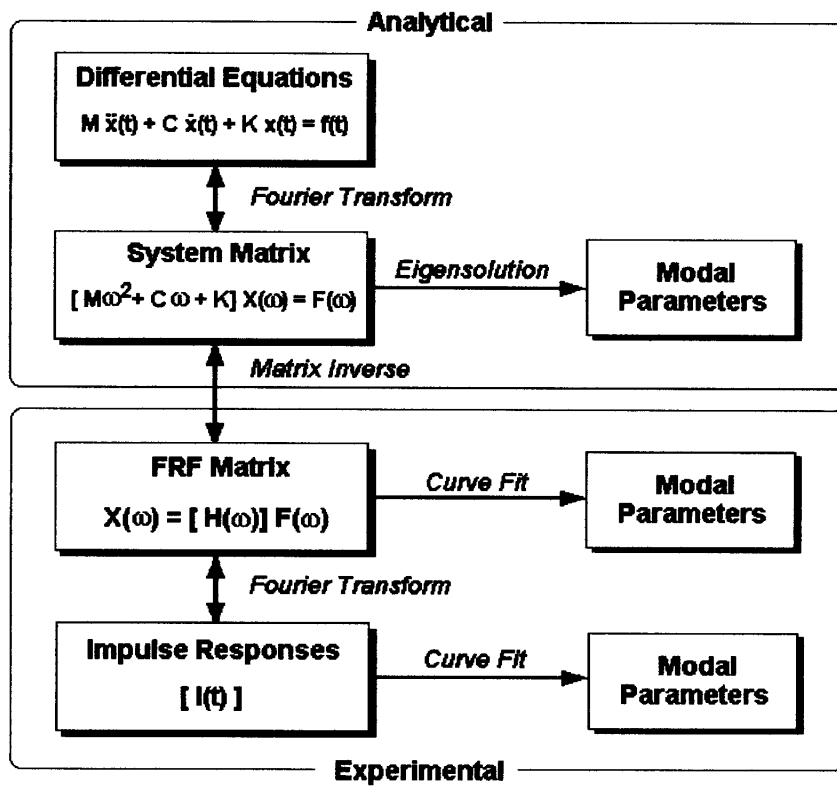 Analytical
Differential Equations
M ẍ(t) + C ẋ(t) + K x(t) = f(t)
Fourier Transform
System Matrix
[ Mω²+ C ω + K] X(ω) = F(ω)
Eigensolution
Modal
Parameters
Matrix Inverse
FRF Matrix
X(ω) = [ H(ω)] F(ω)
Curve Fit
Modal
Parameters
Fourier Transform
Impulse Responses
[ I(t) ]
Curve Fit
Modal
Parameters
Experimental